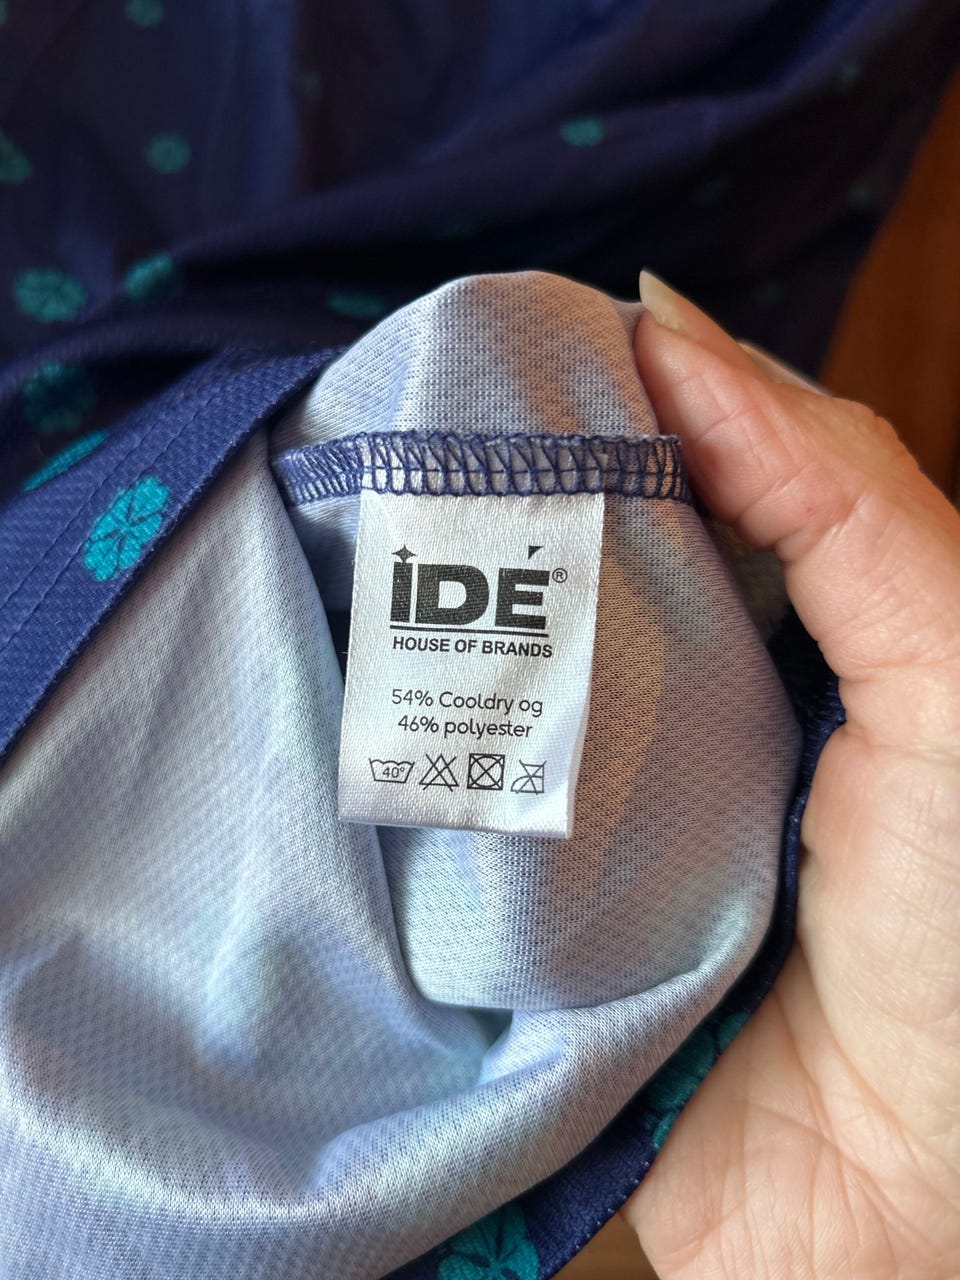 iDÉ®
HOUSE OF BRANDS
54% Cooldry og
46% polyester
40°